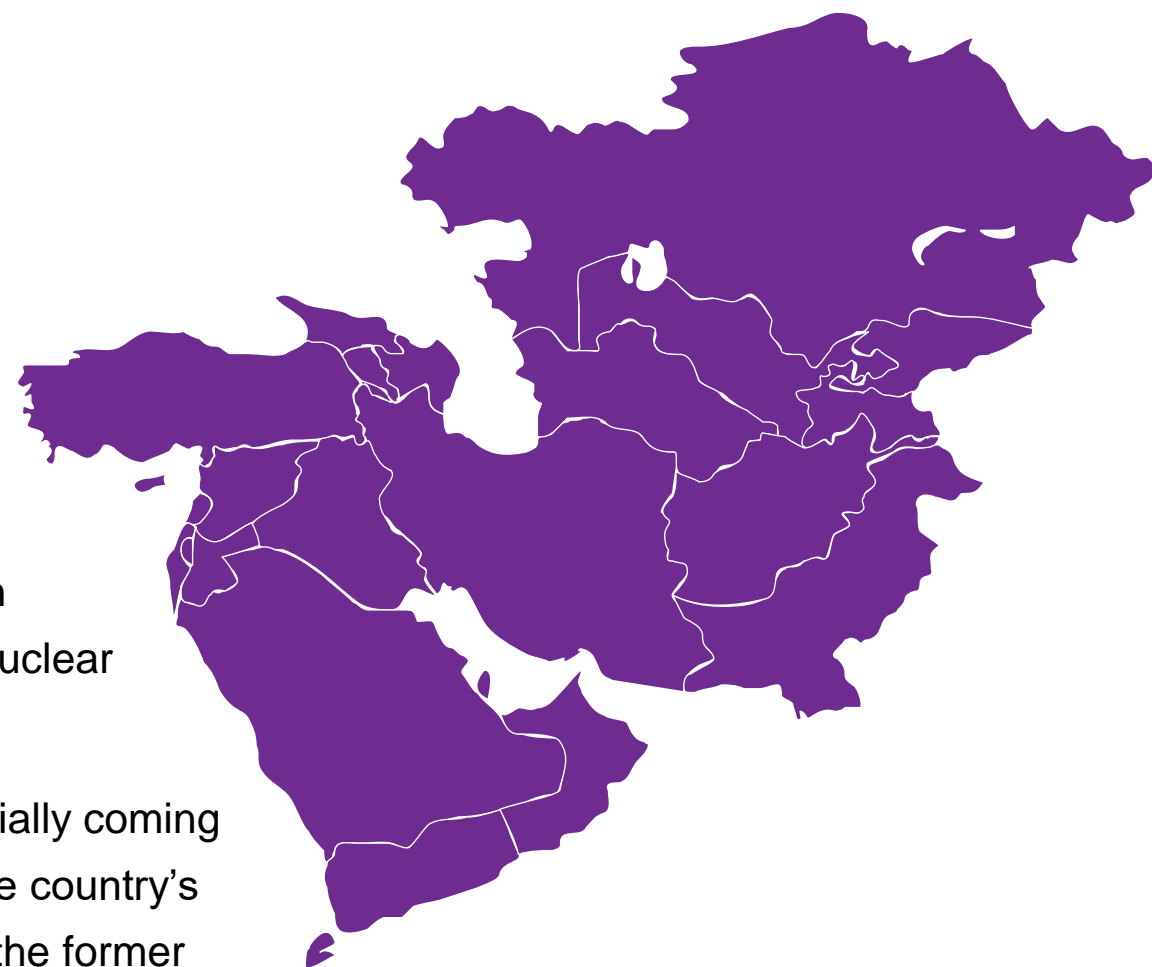 n
uclear
ially coming
e country’s
the former